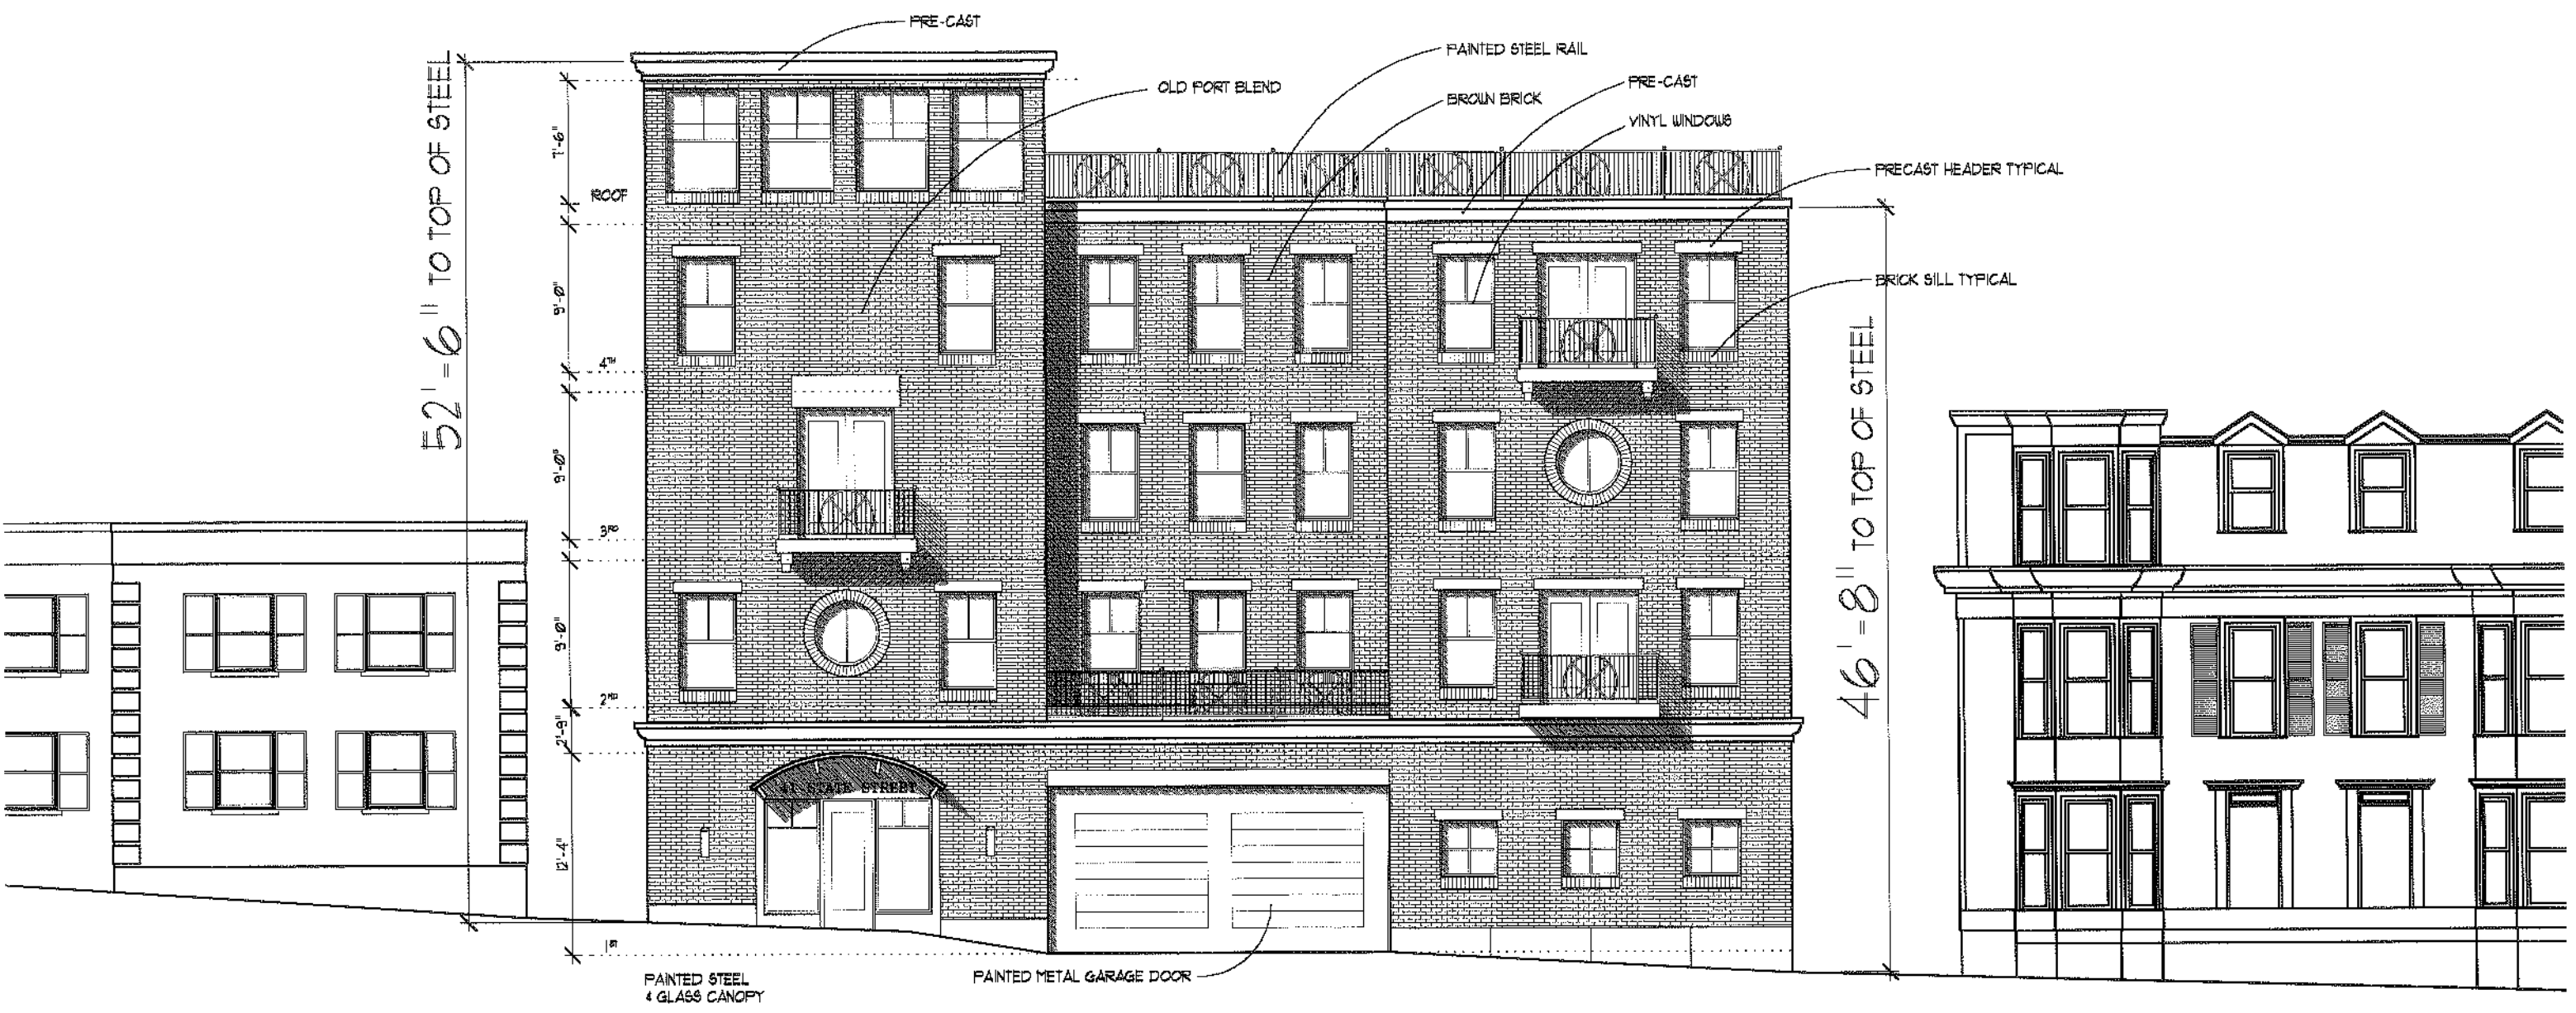 PRE-CAST
PAINTED STEEL RAIL
PRE-CAST
OLD PORT BLEND
BROWN BRICK
VINYL WINDOWS
PRECAST HEADER TYPICAL
BRICK SILL TYPICAL
52'=6" TO TOP OF STEEL
46'=8" TO TOP OF STEEL
7'-6"
ROOF
9'-0"
4TH
9'-0"
3RD
9'-0"
2ND
2'-9"
12'-4"
1ST
41 STATE STREET
PAINTED STEEL
& GLASS CANOPY
PAINTED METAL GARAGE DOOR